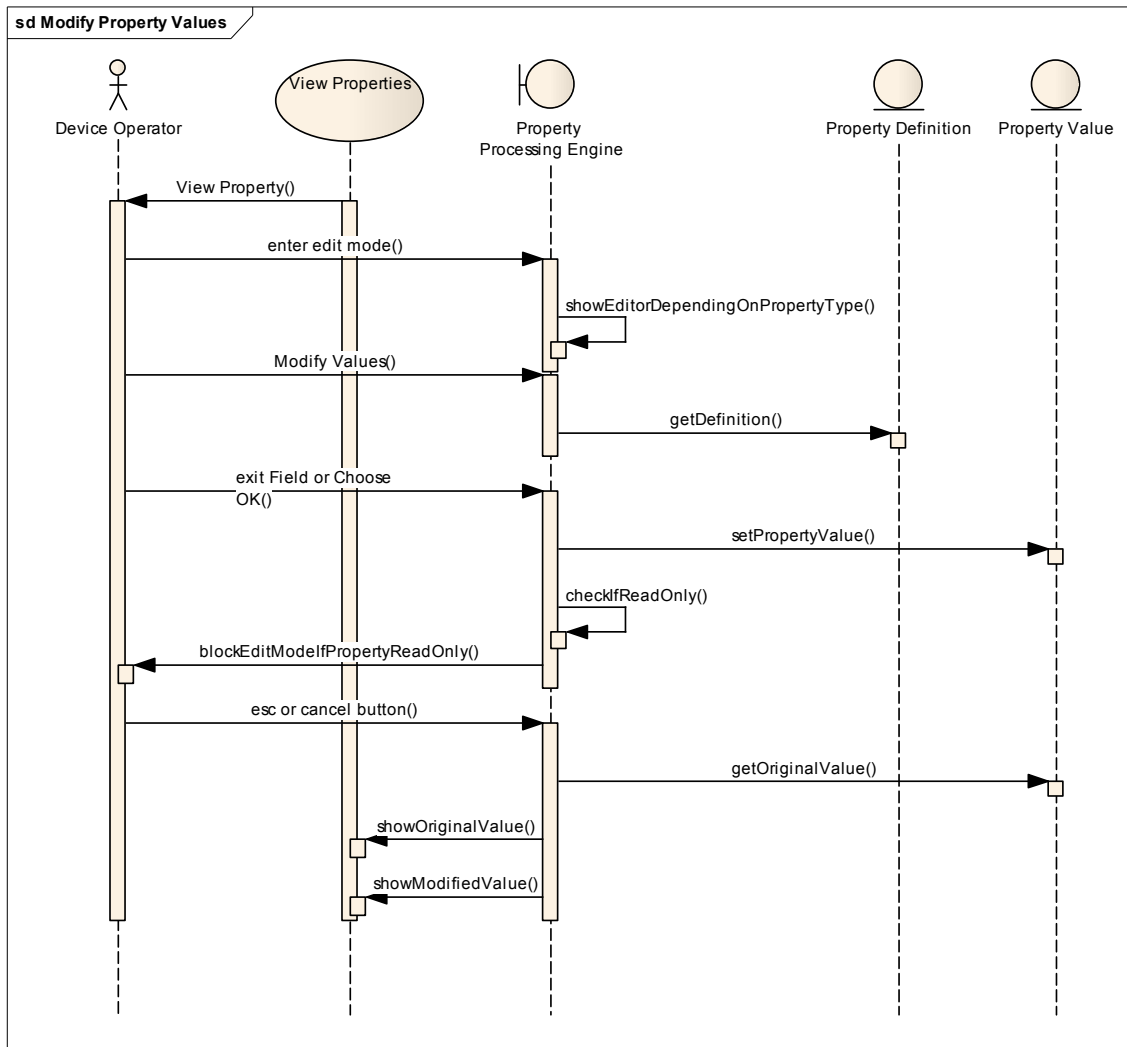 sd Modify Property Values
Device Operator
View Properties
Property
Processing Engine
Property Definition
Property Value
View Property()
enter edit mode()
showEditorDependingOnPropertyType()
Modify Values()
getDefinition()
exit Field or Choose
OK()
setPropertyValue()
checkIfReadOnly()
blockEditModeIfPropertyReadOnly()
esc or cancel button()
getOriginalValue()
showOriginalValue()
showModifiedValue()